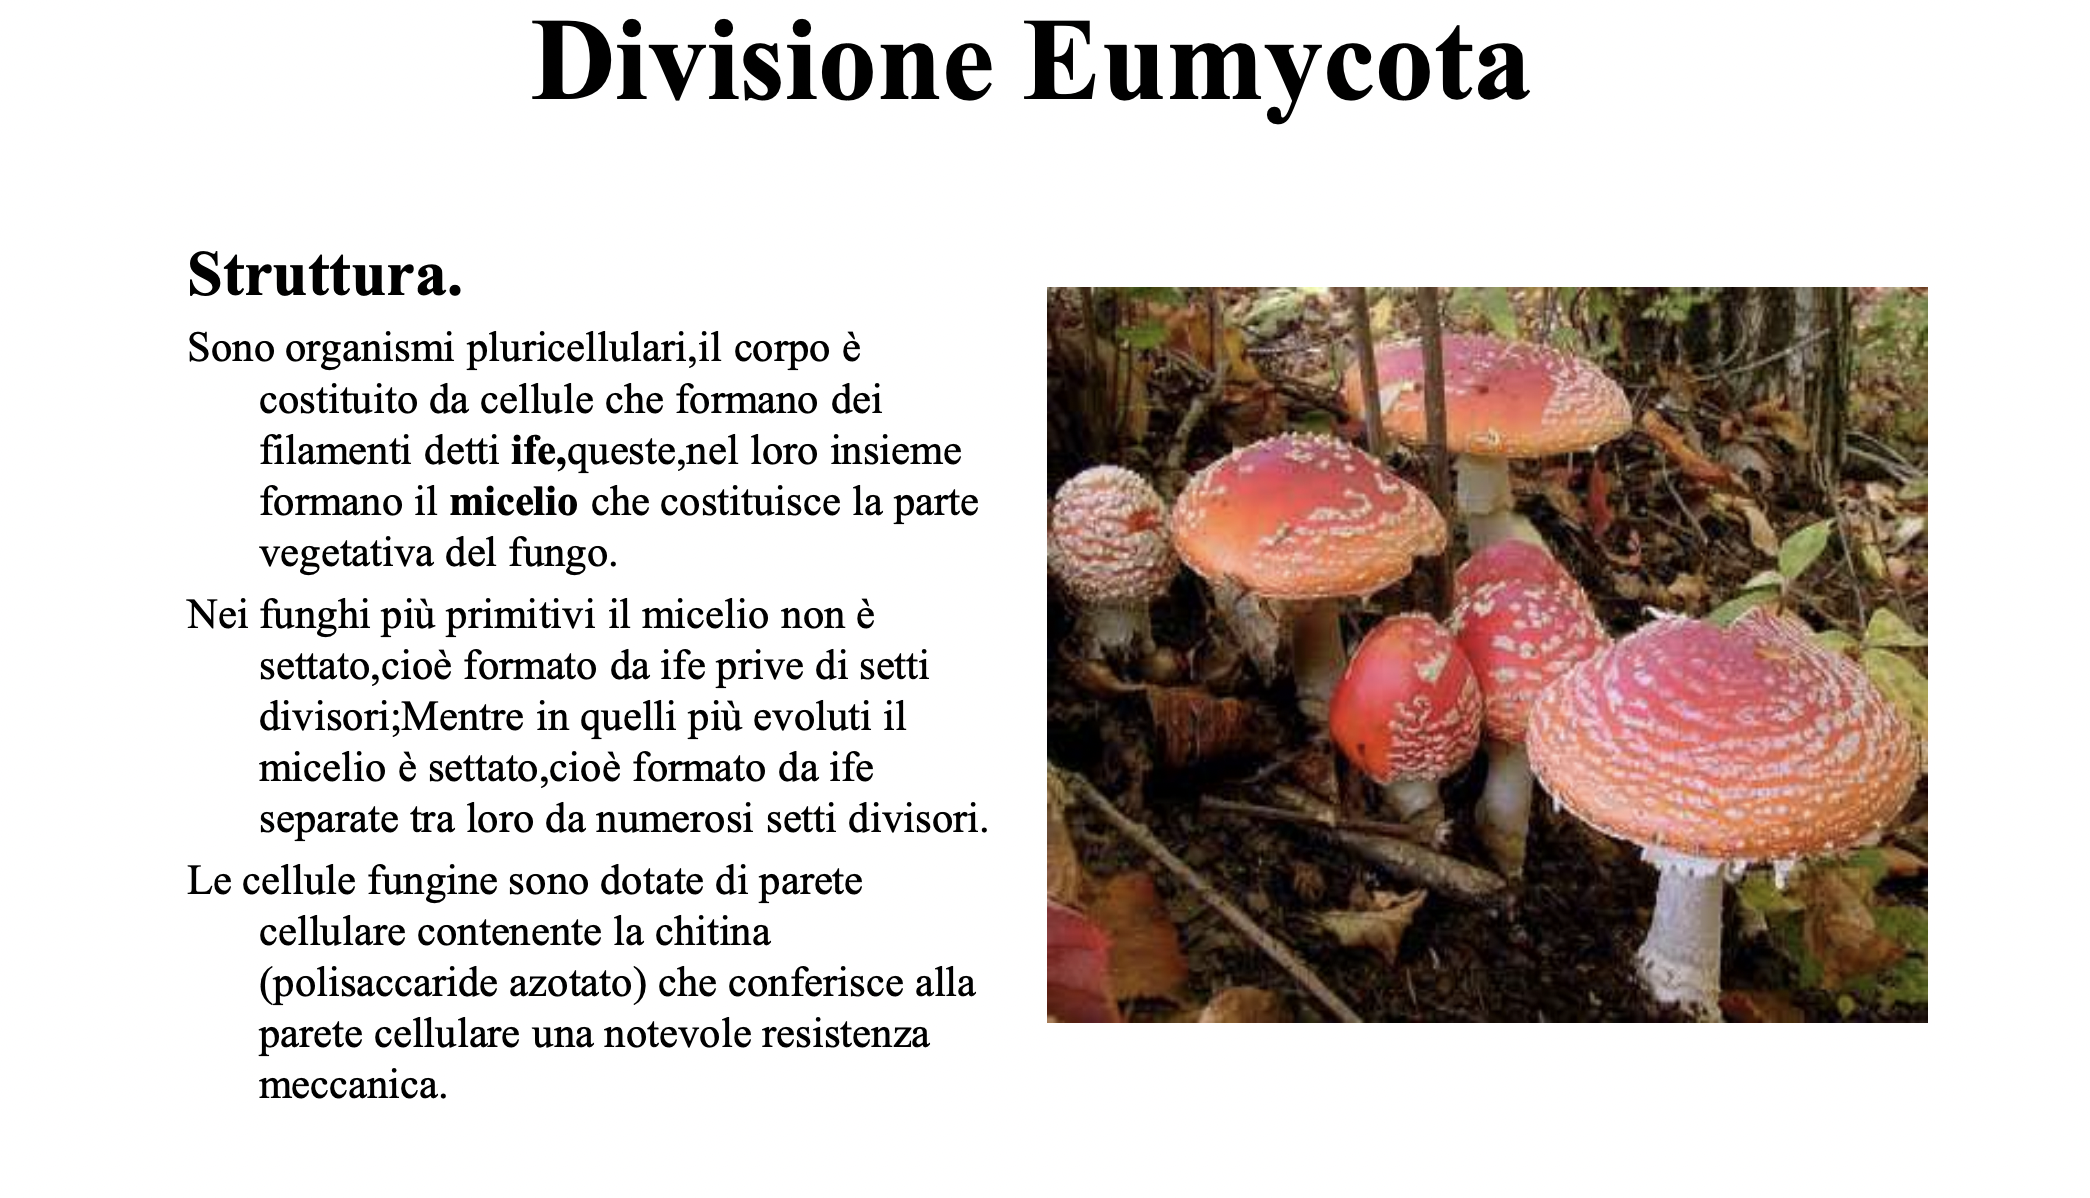 Divisione Eumycota
Struttura.
Sono organismi pluricellulari,il corpo è
costituito da cellule che formano dei
filamenti detti ife,queste,nel loro insieme
formano il micelio che costituisce la parte
vegetativa del fungo.
Nei funghi più primitivi il micelio non è
settato,cioè formato da ife prive di setti
divisori;Mentre in quelli più evoluti il
micelio è settato,cioè formato da ife
separate tra loro da numerosi setti divisori.
Le cellule fungine sono dotate di parete
cellulare contenente la chitina
(polisaccaride azotato) che conferisce alla
parete cellulare una notevole resistenza
meccanica.